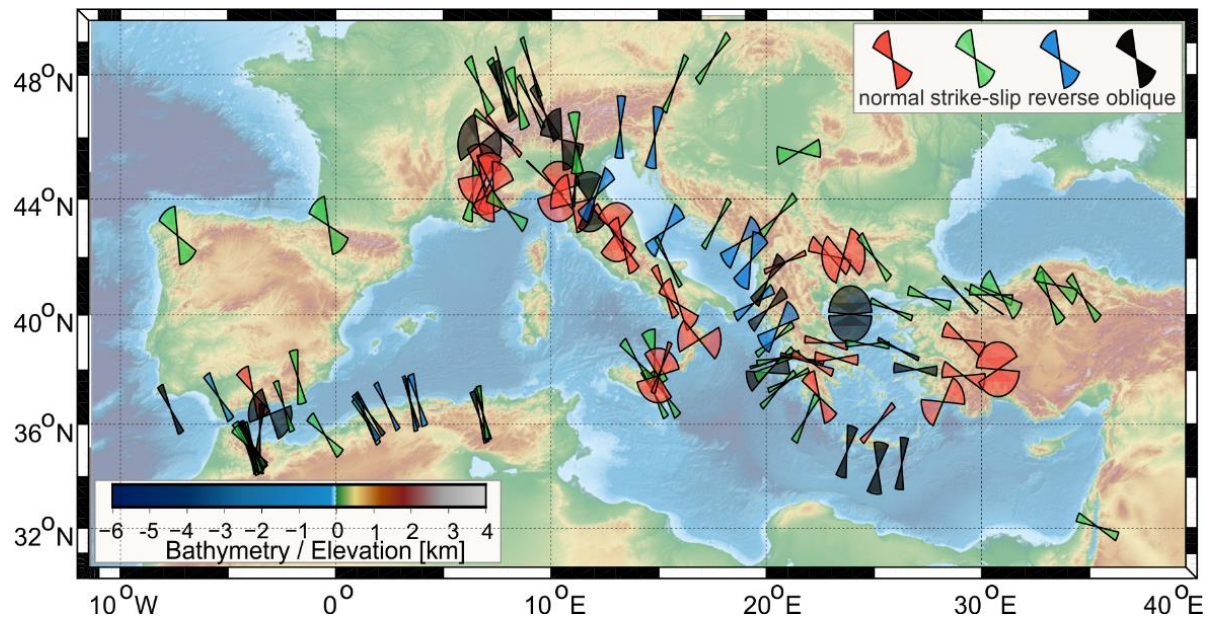 normal strike-slip reverse oblique
48°N
44°N
40°N
36°N
32°N
−6 −5 −4 −3 −2 −1 0 1 2 3 4
Bathymetry / Elevation [km]
10°W 0° 10°E 20°E 30°E 40°E